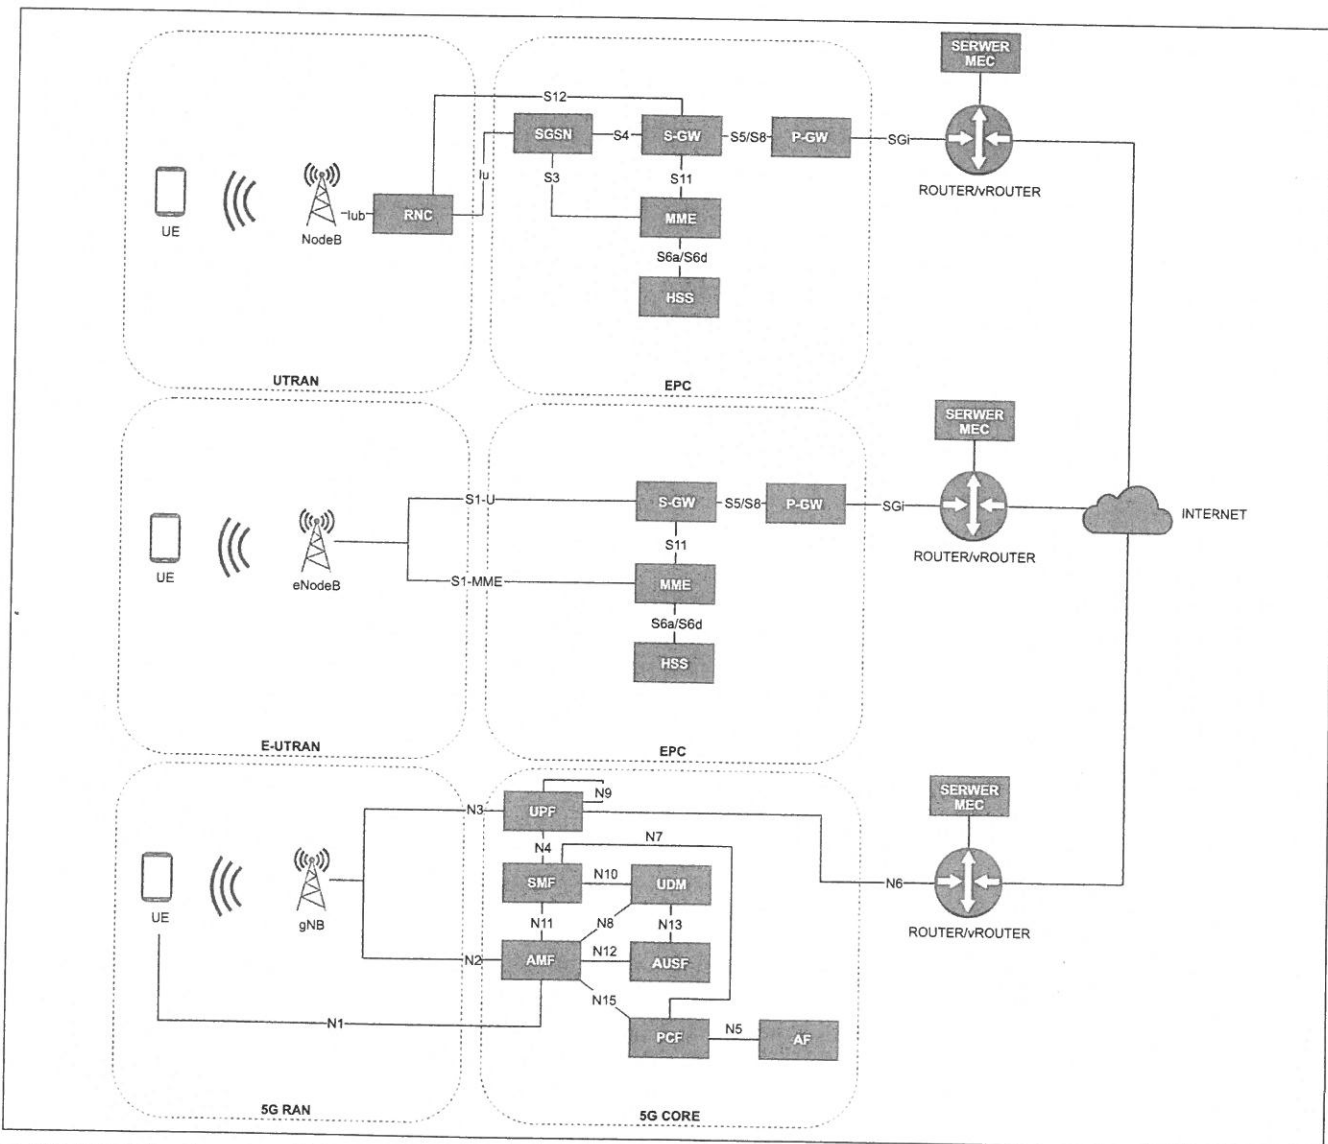 SERWER
MEC
S12
SGSN
S4
S-GW
S5/S8
P-GW
SGi
ROUTER/vROUTER
Iu
S3
S11
UE
NodeB
Iub
RNC
MME
S6a/S6d
HSS
UTRAN
EPC
SERWER
MEC
S1-U
S-GW
S5/S8
P-GW
SGi
ROUTER/vROUTER
INTERNET
UE
eNodeB
S11
S1-MME
MME
S6a/S6d
HSS
E-UTRAN
EPC
SERWER
MEC
N9
N3
UPF
N4
N7
SMF
N10
UDM
N6
ROUTER/vROUTER
UE
gNB
N11
N8
N13
N2
AMF
N12
AUSF
N15
N1
PCF
N5
AF
5G RAN
5G CORE